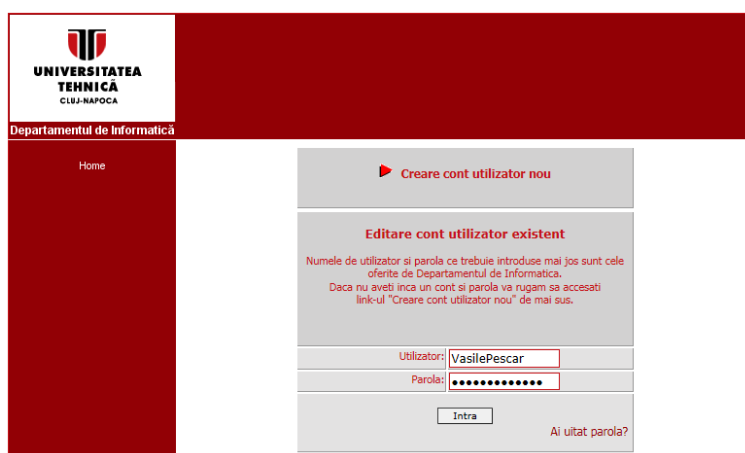 UNIVERSITATEA
TEHNICĂ
CLUJ-NAPOCA
Departamentul de Informatică
Home
Creare cont utilizator nou
Editare cont utilizator existent
Numele de utilizator si parola ce trebuie introduse mai jos sunt cele
oferite de Departamentul de Informatica.
Daca nu aveti inca un cont si parola va rugam sa accesati
link-ul "Creare cont utilizator nou" de mai sus.
Utilizator: VasilePescar
Parola: •••••••••••••
Intra
Ai uitat parola?